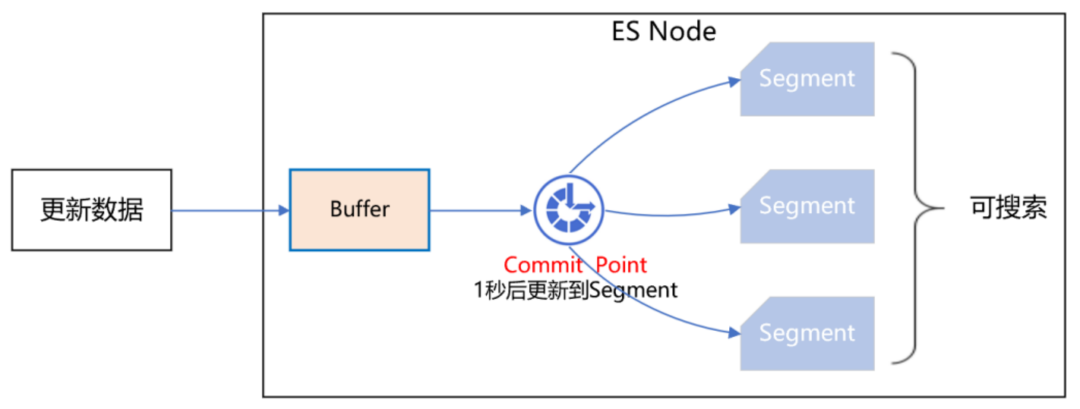 ES Node
Segment
更新数据
Buffer
Segment
可搜索
Commit Point
1秒后更新到Segment
Segment